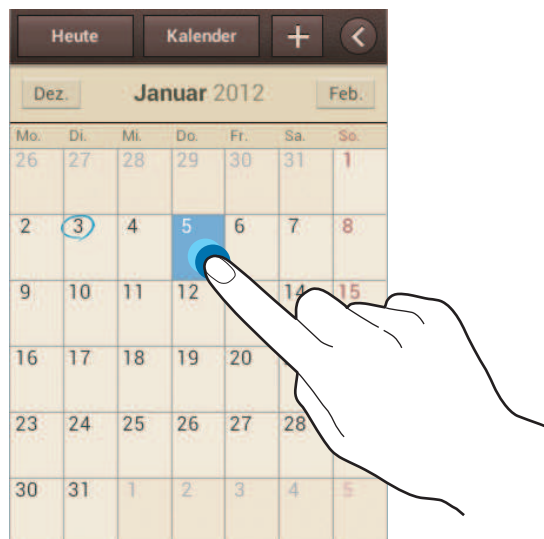 Heute Kalender +
Dez. Januar 2012 Feb.
Mo. Di. Mi. Do. Fr. Sa. So.
26 27 28 29 30 31 1
2 3 4 5 6 7 8
9 10 11 12 14 15
16 17 18 19 20
23 24 25 26 27 28
30 31 1 2 3 4 5